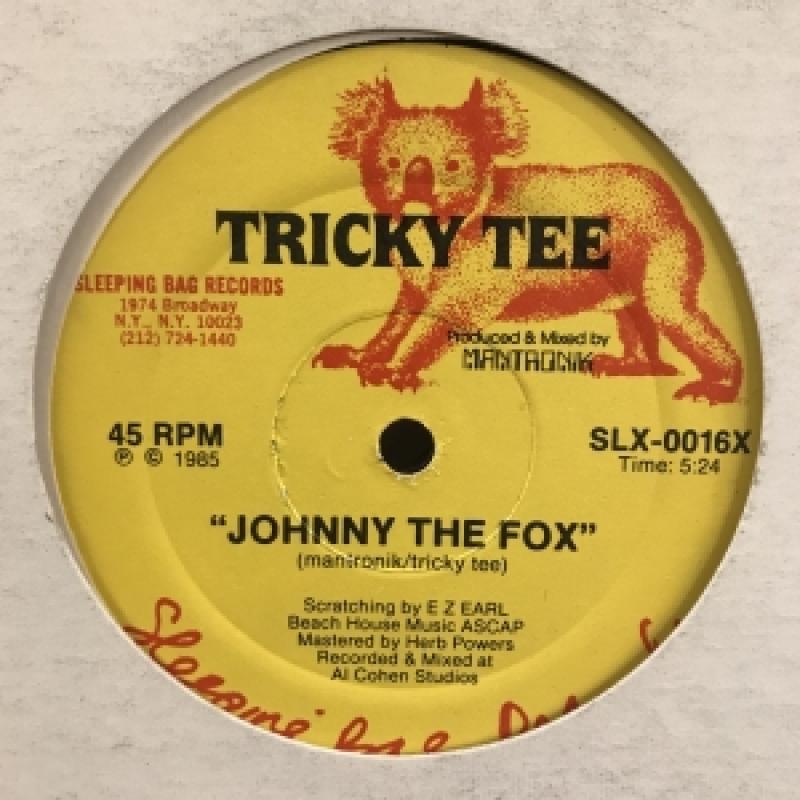 TRICKY TEE
SLEEPING BAG RECORDS
1974 Broadway
N.Y., N.Y. 10023
(212) 724-1440
Produced & Mixed by
MANTRONIK
45 RPM
℗ © 1985
SLX-0016X
Time: 5:24
“JOHNNY THE FOX”
(mantronik/tricky tee)
Scratching by E Z EARL
Beach House Music ASCAP
Mastered by Herb Powers
Recorded & Mixed at
Al Cohen Studios
Sleeping bag